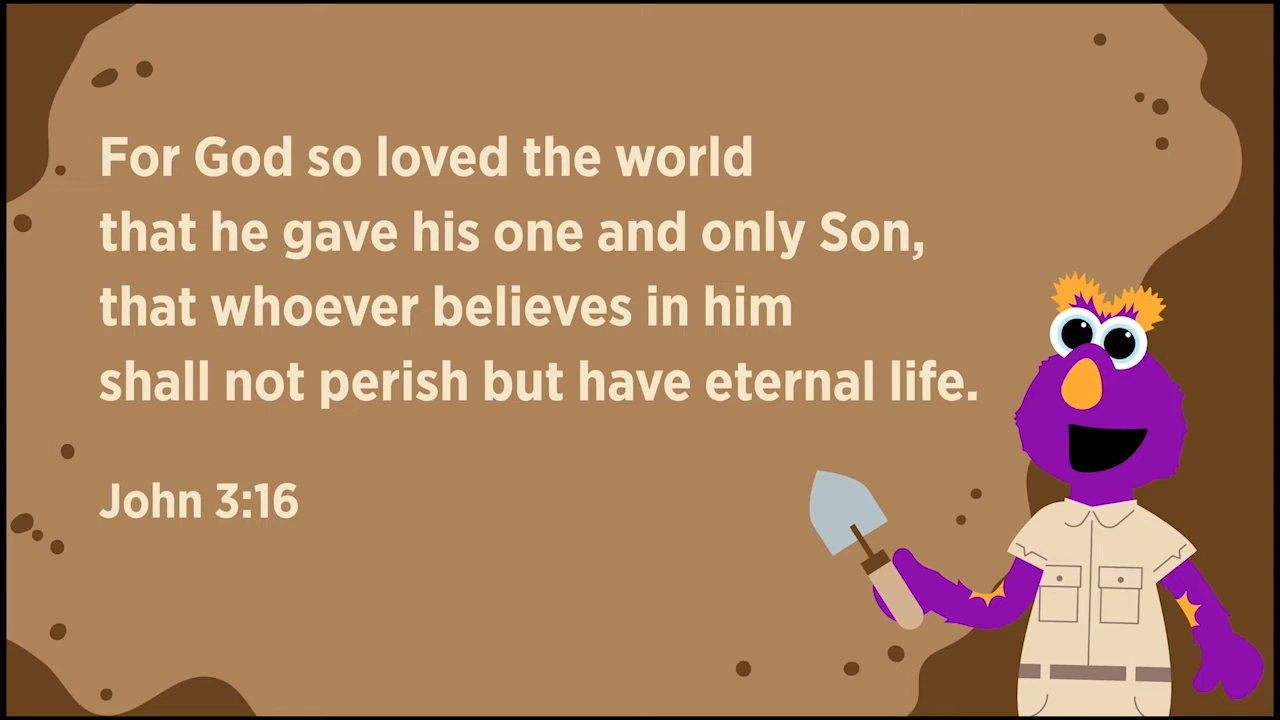 For God so loved the world
that he gave his one and only Son,
that whoever believes in him
shall not perish but have eternal life.
John 3:16